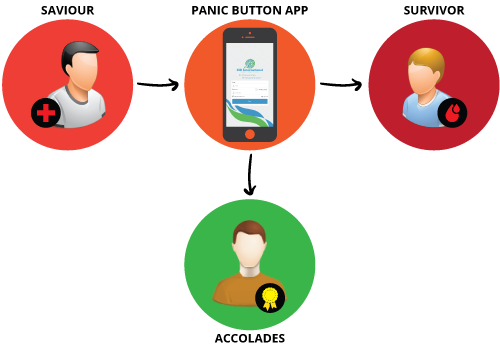 SAVIOUR
PANIC BUTTON APP
SURVIVOR
ACCOLADES